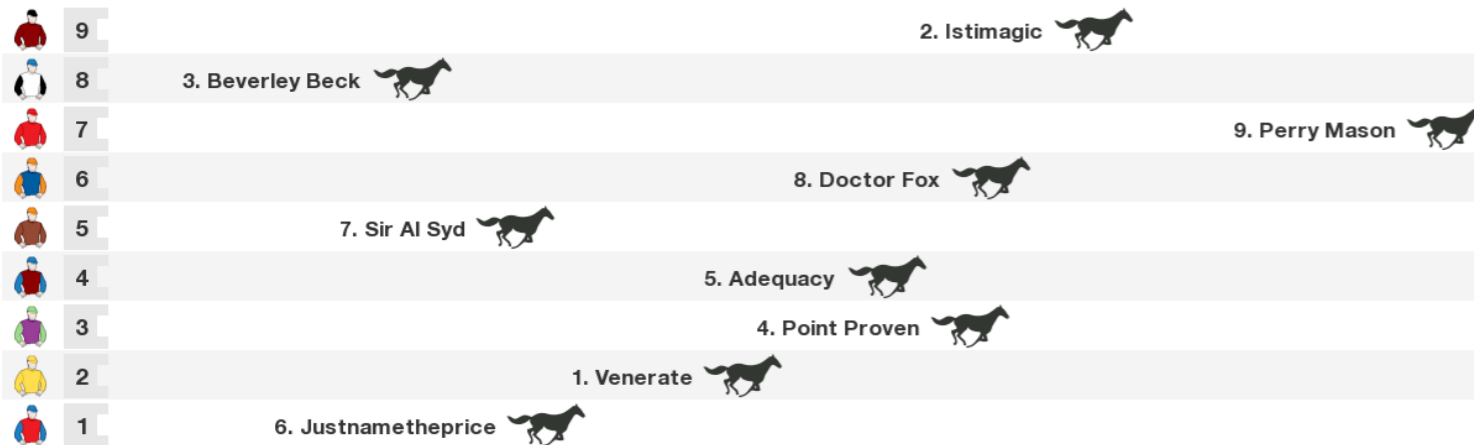 9 2. Istimagic
8 3. Beverley Beck
7 9. Perry Mason
6 8. Doctor Fox
5 7. Sir Al Syd
4 5. Adequacy
3 4. Point Proven
2 1. Venerate
1 6. Justnametheprice